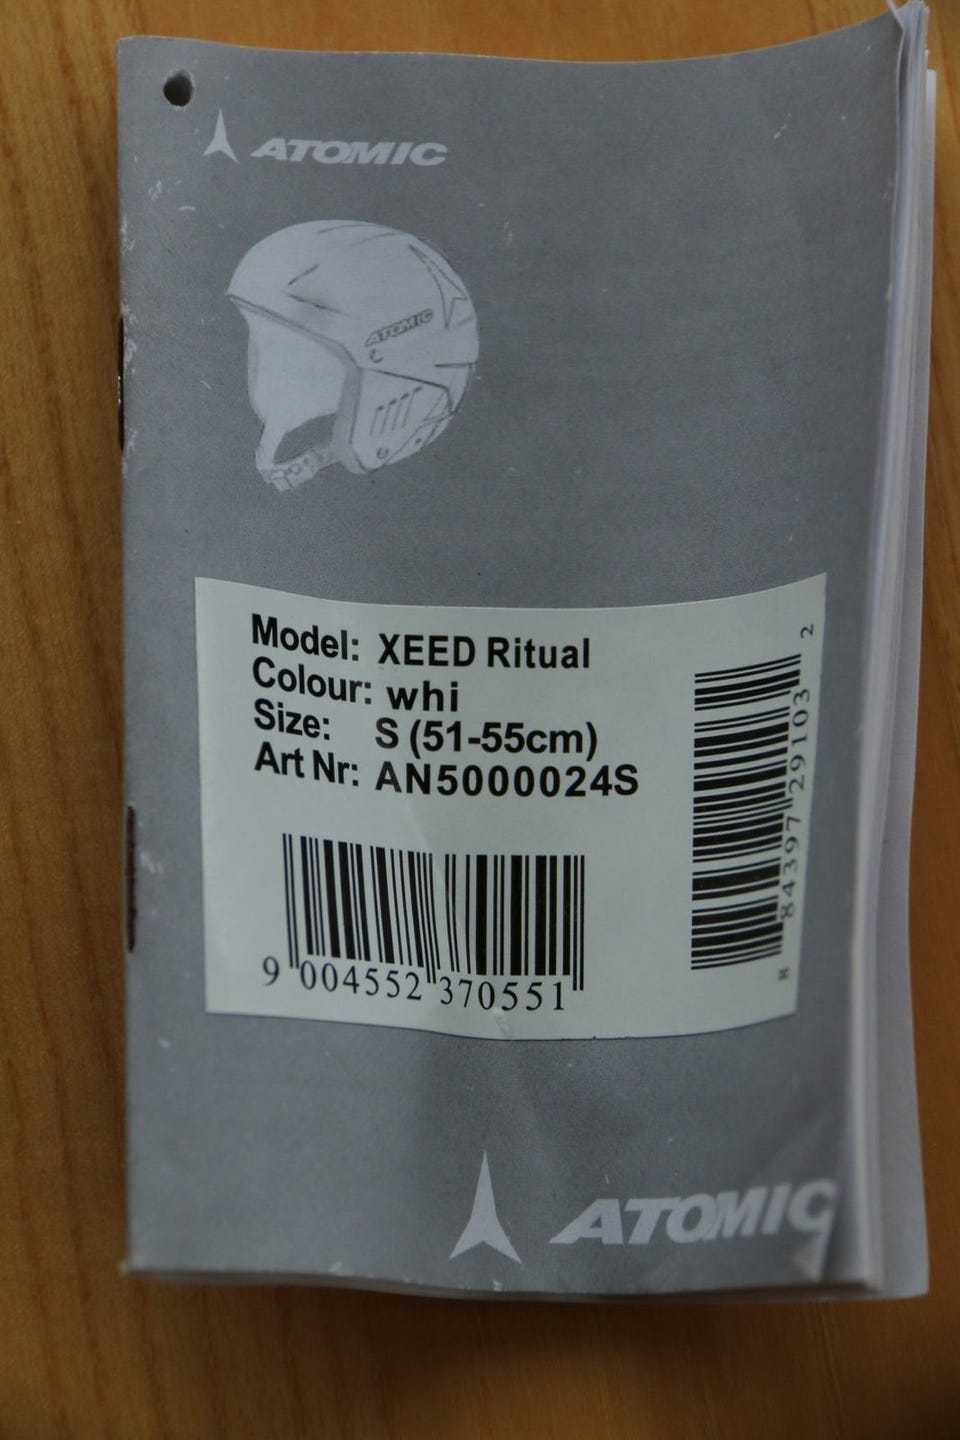 ATOMIC
ATOMIC
Model: XEED Ritual
Colour: whi
Size: S (51-55cm)
Art Nr: AN5000024S
9 004552 370551
8 84397 29103 2
ATOMIC